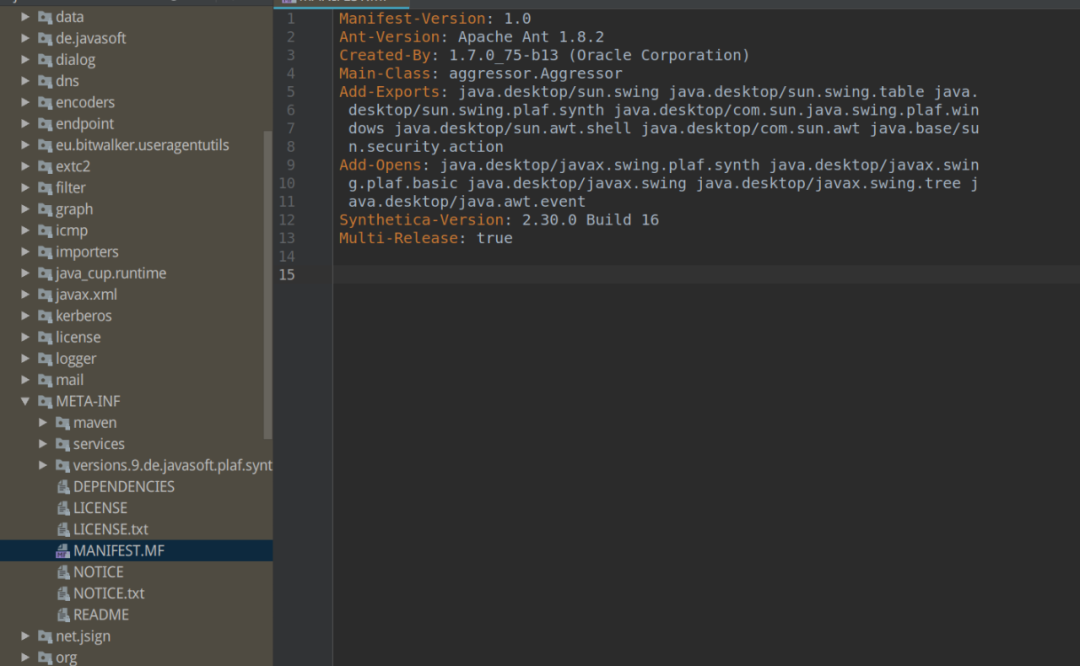 data
de.javasoft
dialog
dns
encoders
endpoint
eu.bitwalker.useragentutils
extc2
filter
graph
icmp
importers
java_cup.runtime
javax.xml
kerberos
license
logger
mail
META-INF
maven
services
versions.9.de.javasoft.plaf.synt
DEPENDENCIES
LICENSE
LICENSE.txt
MANIFEST.MF
NOTICE
NOTICE.txt
README
net.jsign
org
1 Manifest-Version: 1.0
2 Ant-Version: Apache Ant 1.8.2
3 Created-By: 1.7.0_75-b13 (Oracle Corporation)
4 Main-Class: aggressor.Aggressor
5 Add-Exports: java.desktop/sun.swing java.desktop/sun.swing.table java.
6 desktop/sun.swing.plaf.synth java.desktop/com.sun.java.swing.plaf.win
7 dows java.desktop/sun.awt.shell java.desktop/com.sun.awt java.base/su
8 n.security.action
9 Add-Opens: java.desktop/javax.swing.plaf.synth java.desktop/javax.swin
10 g.plaf.basic java.desktop/javax.swing java.desktop/javax.swing.tree j
11 ava.desktop/java.awt.event
12 Synthetica-Version: 2.30.0 Build 16
13 Multi-Release: true
14
15